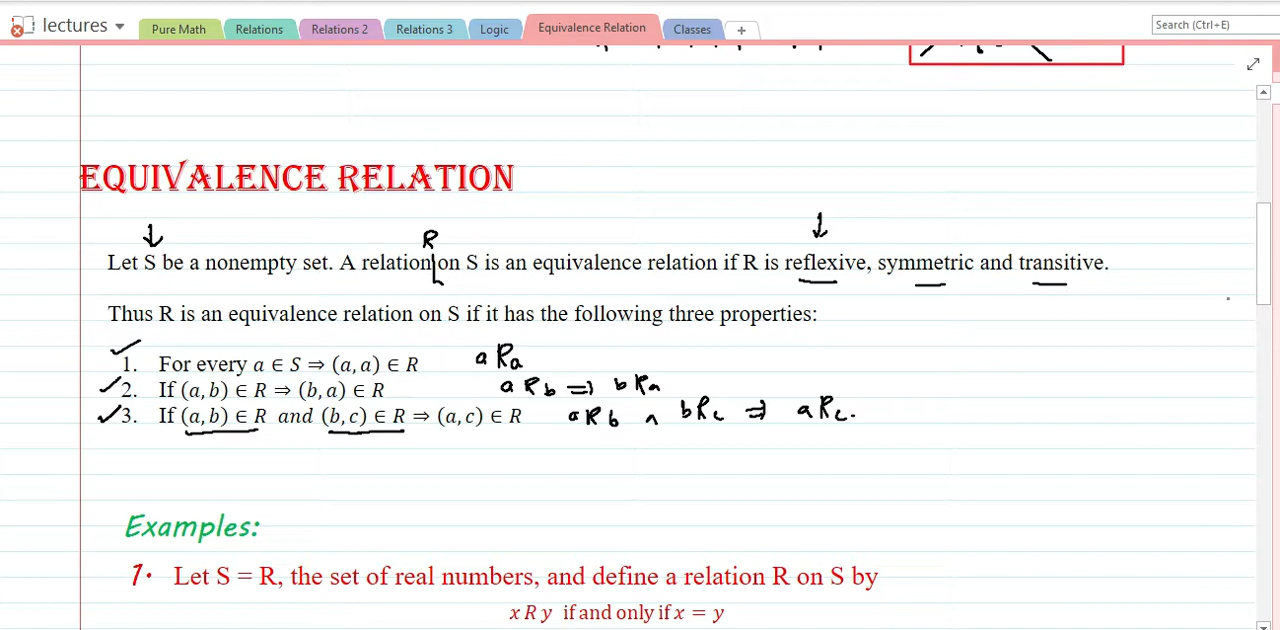 lectures
Pure Math Relations Relations 2 Relations 3 Logic Equivalence Relation Classes +
Search (Ctrl+E)
EQUIVALENCE RELATION
R
Let S be a nonempty set. A relation on S is an equivalence relation if R is reflexive, symmetric and transitive.
Thus R is an equivalence relation on S if it has the following three properties:
1. For every a ∈ S ⇒ (a, a) ∈ R aRa
2. If (a, b) ∈ R ⇒ (b, a) ∈ R aRb ⇒ bRa
3. If (a, b) ∈ R and (b, c) ∈ R ⇒ (a, c) ∈ R aRb ∧ bRc ⇒ aRc.
Examples:
1. Let S = R, the set of real numbers, and define a relation R on S by
x R y if and only if x = y